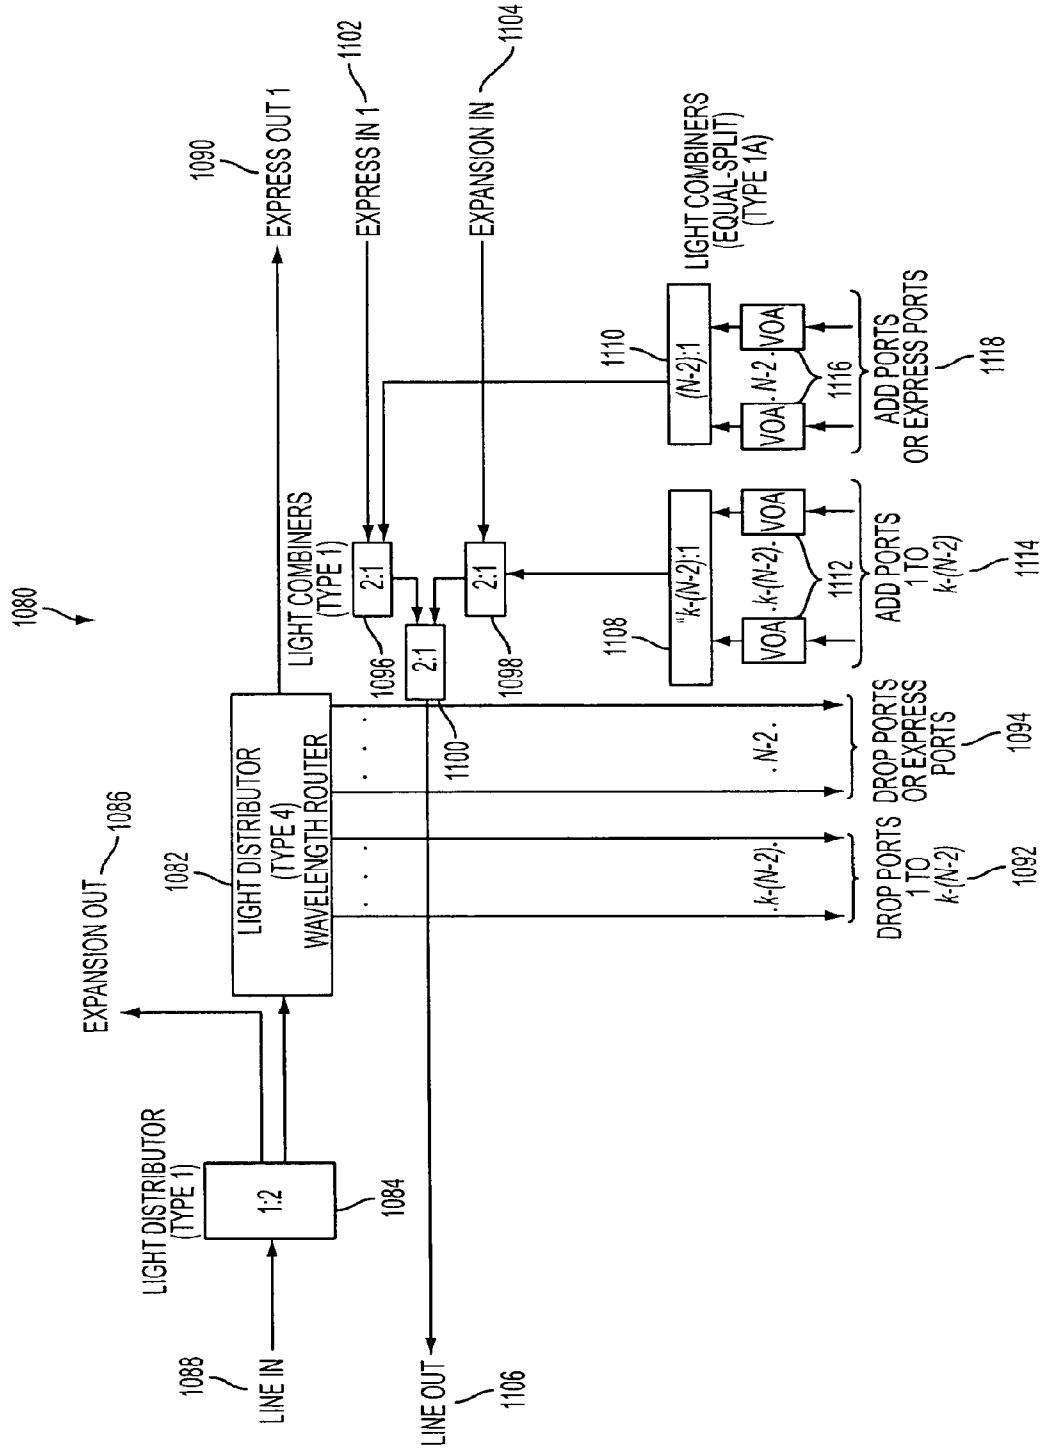 1080
EXPANSION OUT
1086
LIGHT DISTRIBUTOR
(TYPE 1)
1:2
1084
1088
LINE IN
1082
LIGHT DISTRIBUTOR
(TYPE 4)
WAVELENGTH ROUTER
1090
EXPRESS OUT 1
1102
EXPRESS IN 1
1104
EXPANSION IN
LIGHT COMBINERS
(TYPE 1)
2:1
1096
2:1
1098
2:1
1100
LINE OUT
1106
LIGHT COMBINERS
(EQUAL-SPLIT)
(TYPE 1A)
1108
"k-(N-2):1
1110
(N-2):1
VOA
.k-(N-2).
VOA
1112
VOA
. N-2 .
VOA
1116
. . .
. . .
.k-(N-2).
. N-2 .
DROP PORTS
1 TO
k-(N-2)
1092
DROP PORTS
OR EXPRESS
PORTS
1094
ADD PORTS
1 TO
k-(N-2)
1114
ADD PORTS
OR EXPRESS PORTS
1118